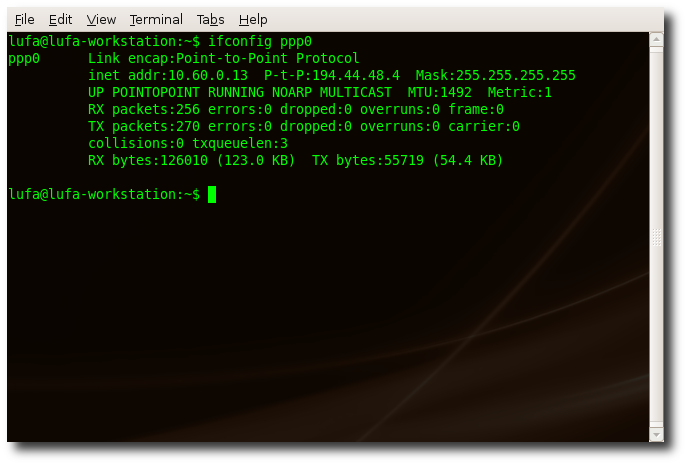 File Edit View Terminal Tabs Help
lufa@lufa-workstation:~$ ifconfig ppp0
ppp0      Link encap:Point-to-Point Protocol
          inet addr:10.60.0.13  P-t-P:194.44.48.4  Mask:255.255.255.255
          UP POINTOPOINT RUNNING NOARP MULTICAST  MTU:1492  Metric:1
          RX packets:256 errors:0 dropped:0 overruns:0 frame:0
          TX packets:270 errors:0 dropped:0 overruns:0 carrier:0
          collisions:0 txqueuelen:3
          RX bytes:126010 (123.0 KB)  TX bytes:55719 (54.4 KB)
lufa@lufa-workstation:~$